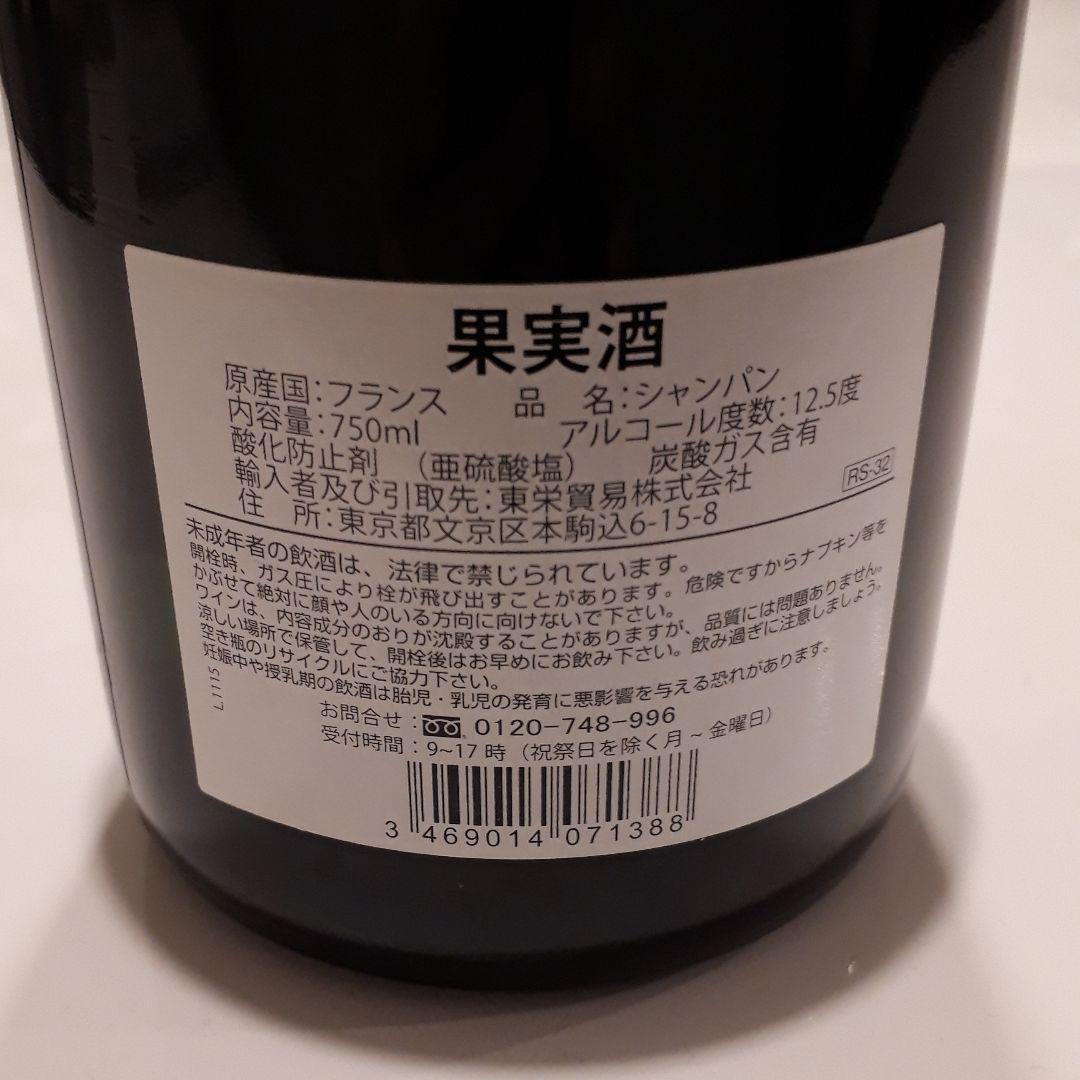 果実酒
原産国：フランス　品　名：シャンパン
内容量：750ml　アルコール度数：12.5度
酸化防止剤　（亜硫酸塩）　炭酸ガス含有
輸入者及び引取先：東栄貿易株式会社
住　所：東京都文京区本駒込6-15-8
RS-32
未成年者の飲酒は、法律で禁じられています。
開栓時、ガス圧により栓が飛び出すことがあります。危険ですからナプキン等を
かぶせて絶対に顔や人のいる方向に向けないで下さい。
ワインは、内容成分のおりが沈殿することがありますが、品質には問題ありません。
涼しい場所で保管して、開栓後はお早めにお飲み下さい。飲み過ぎに注意しましょう。
空き瓶のリサイクルにご協力下さい。
妊娠中や授乳期の飲酒は胎児・乳児の発育に悪影響を与える恐れがあります。
L11S
お問合せ：0120-748-996
受付時間：9~17時（祝祭日を除く月～金曜日）
3 469014 071388